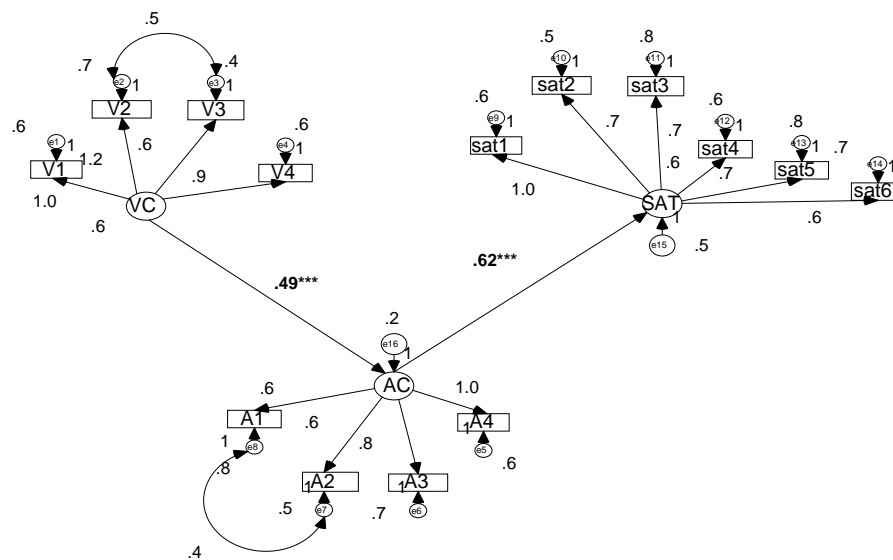 .5
.7
.4
e2
1
e3
1
V2
V3
.6
e1
1
V1
1.2
.6
.6
e4
1
V4
.9
1.0
VC
.6
.5
.8
e10
1
e11
1
sat2
sat3
.6
e9
1
sat1
.7
.7
.6
e12
1
sat4
.8
e13
1
sat5
.7
e14
1
sat6
.6
.7
1.0
SAT
1
.6
e15
.5
.49***
.62***
.2
e16
1
AC
.6
.6
1.0
A1
1
e8
.8
.8
A4
1
e5
.6
A2
1
A3
1
.5
e7
.7
e6
.4